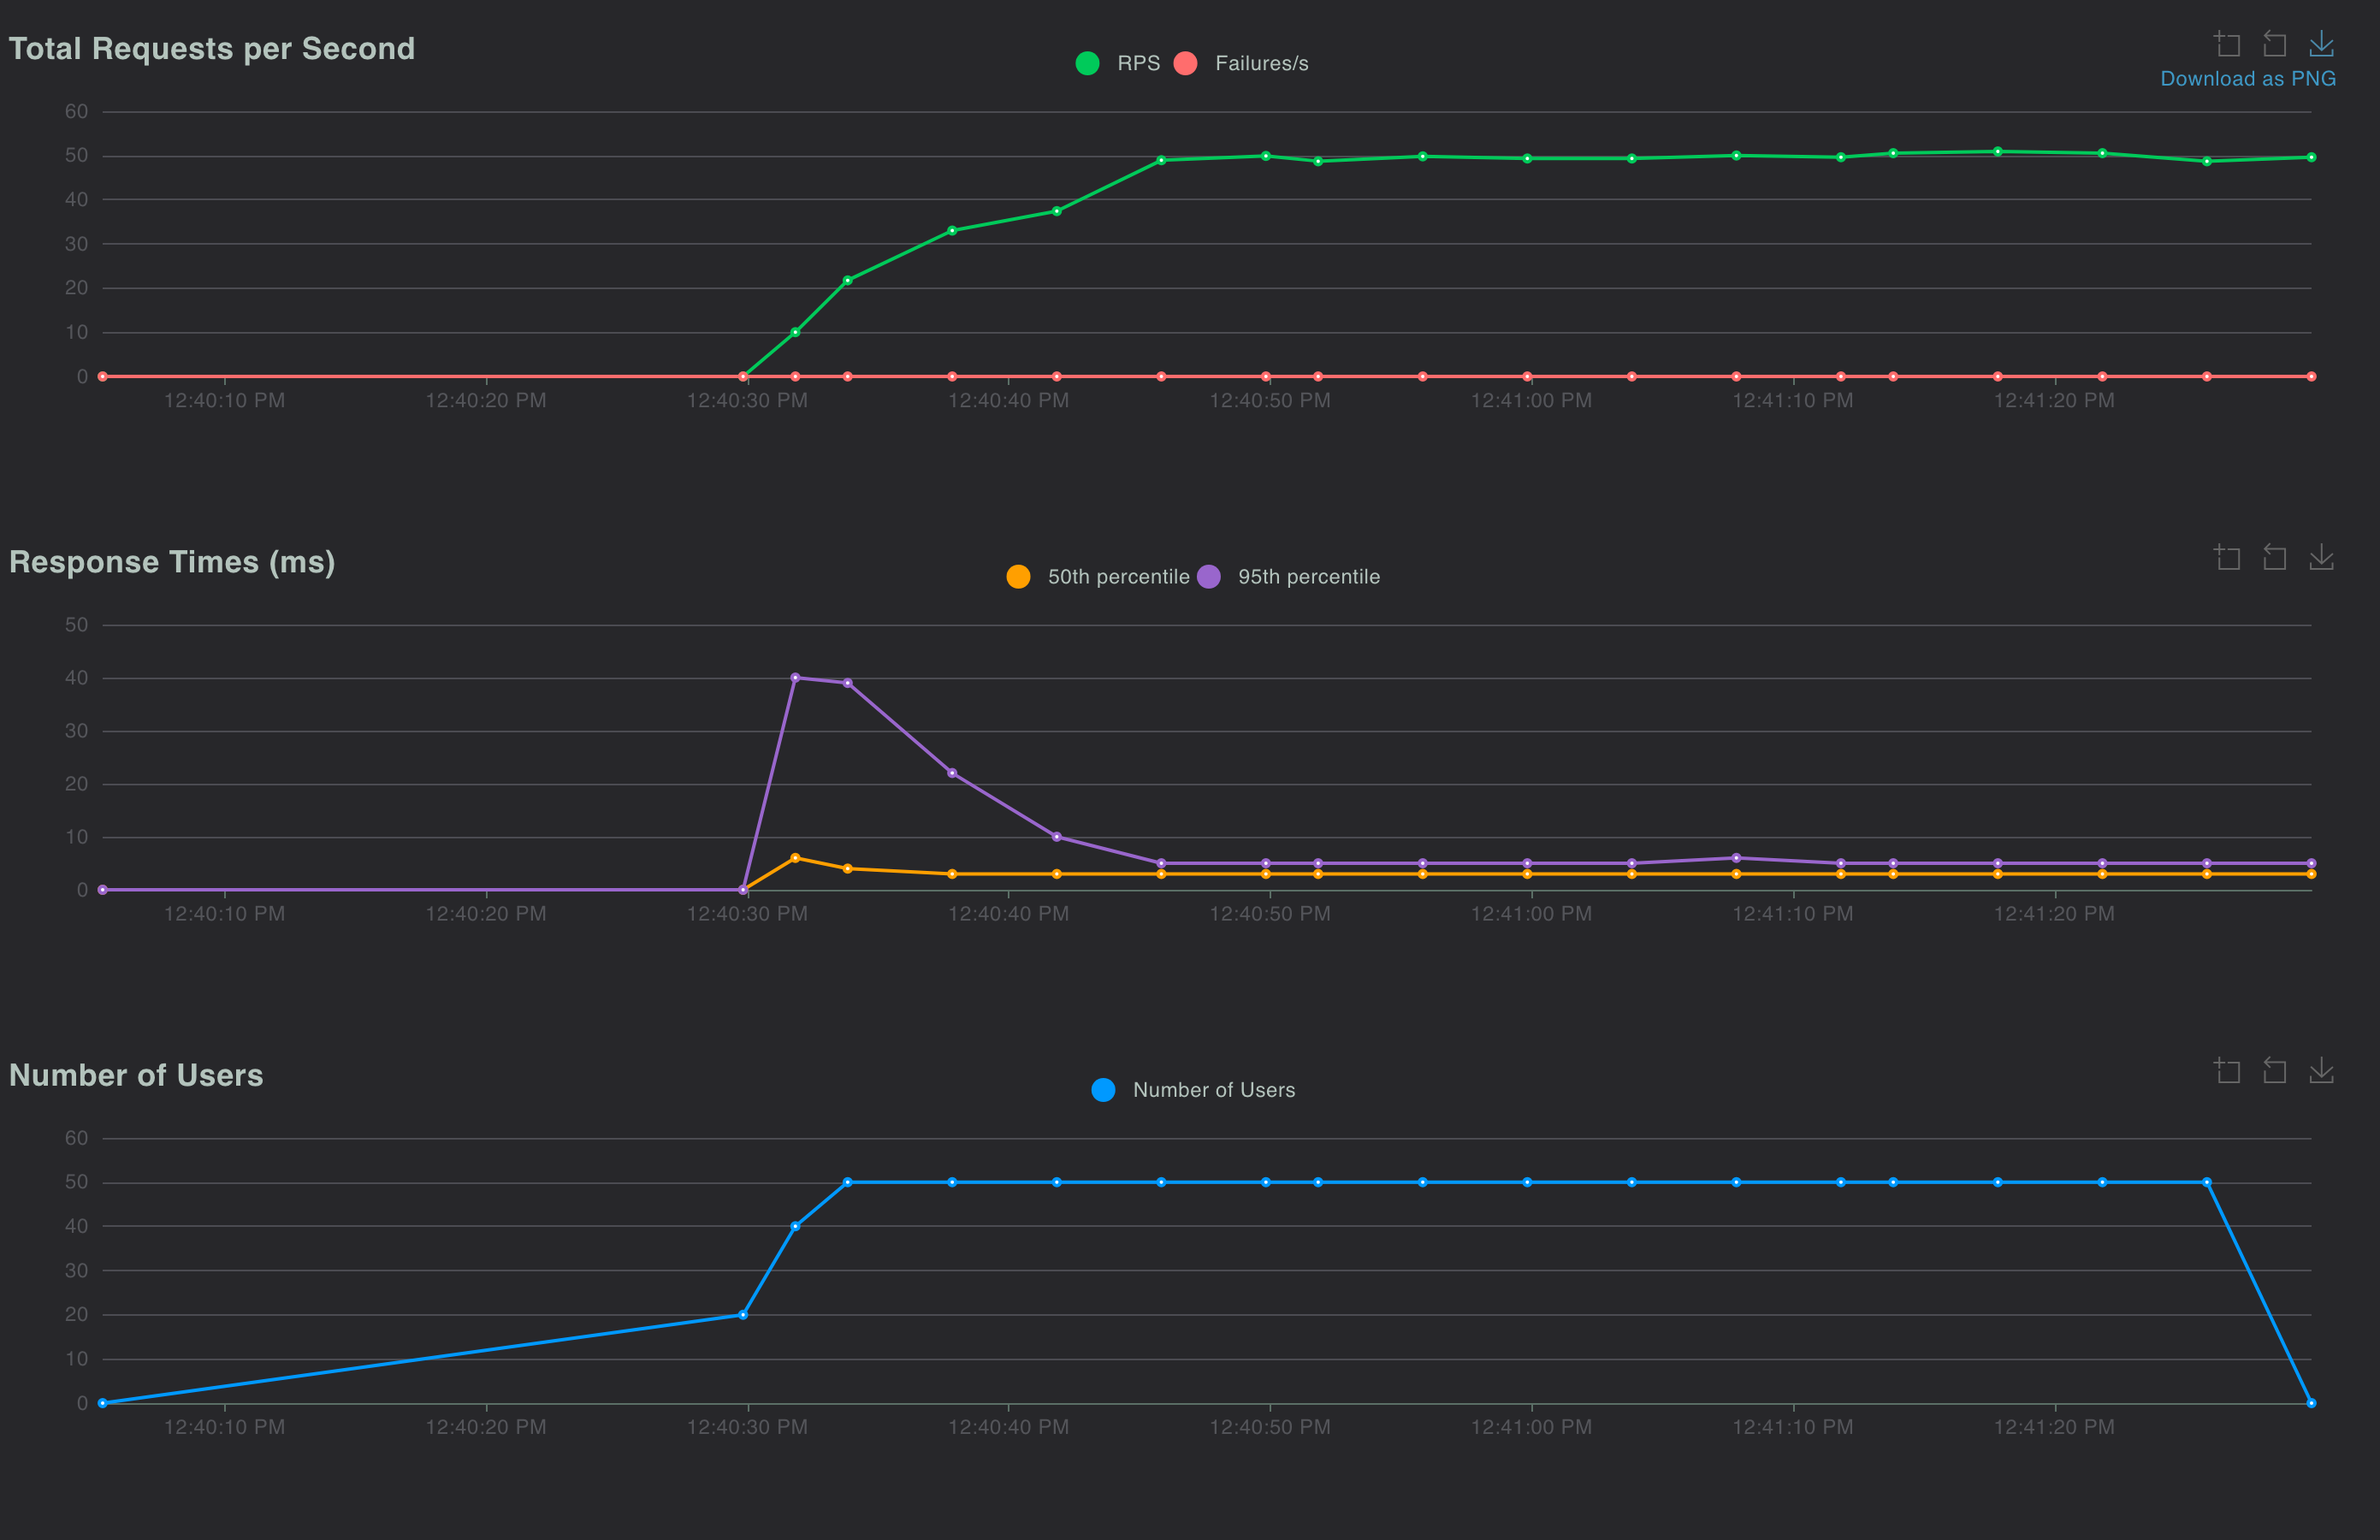 Total Requests per Second
RPS Failures/s
Download as PNG
60
50
40
30
20
10
0
12:40:10 PM 12:40:20 PM 12:40:30 PM 12:40:40 PM 12:40:50 PM 12:41:00 PM 12:41:10 PM 12:41:20 PM
Response Times (ms)
50th percentile 95th percentile
50
40
30
20
10
0
12:40:10 PM 12:40:20 PM 12:40:30 PM 12:40:40 PM 12:40:50 PM 12:41:00 PM 12:41:10 PM 12:41:20 PM
Number of Users
Number of Users
60
50
40
30
20
10
0
12:40:10 PM 12:40:20 PM 12:40:30 PM 12:40:40 PM 12:40:50 PM 12:41:00 PM 12:41:10 PM 12:41:20 PM